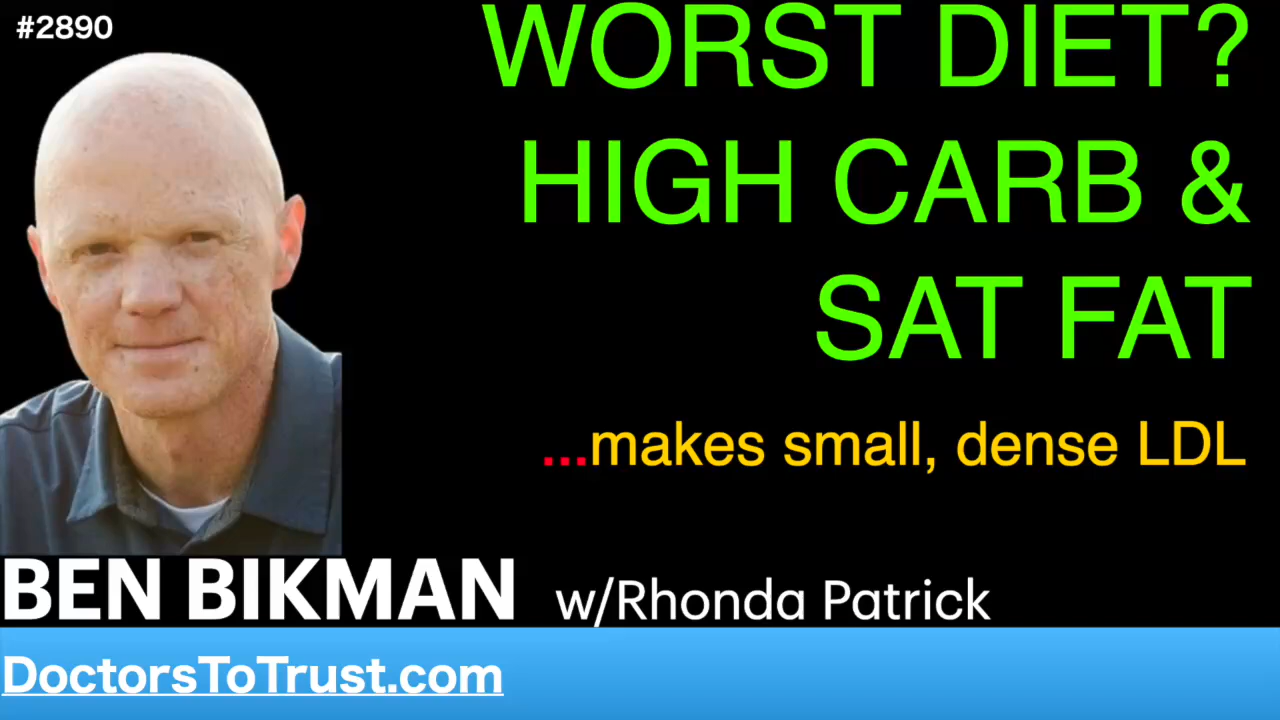 #2890
WORST DIET?
HIGH CARB &
SAT FAT
...makes small, dense LDL
BEN BIKMAN w/Rhonda Patrick
DoctorsToTrust.com